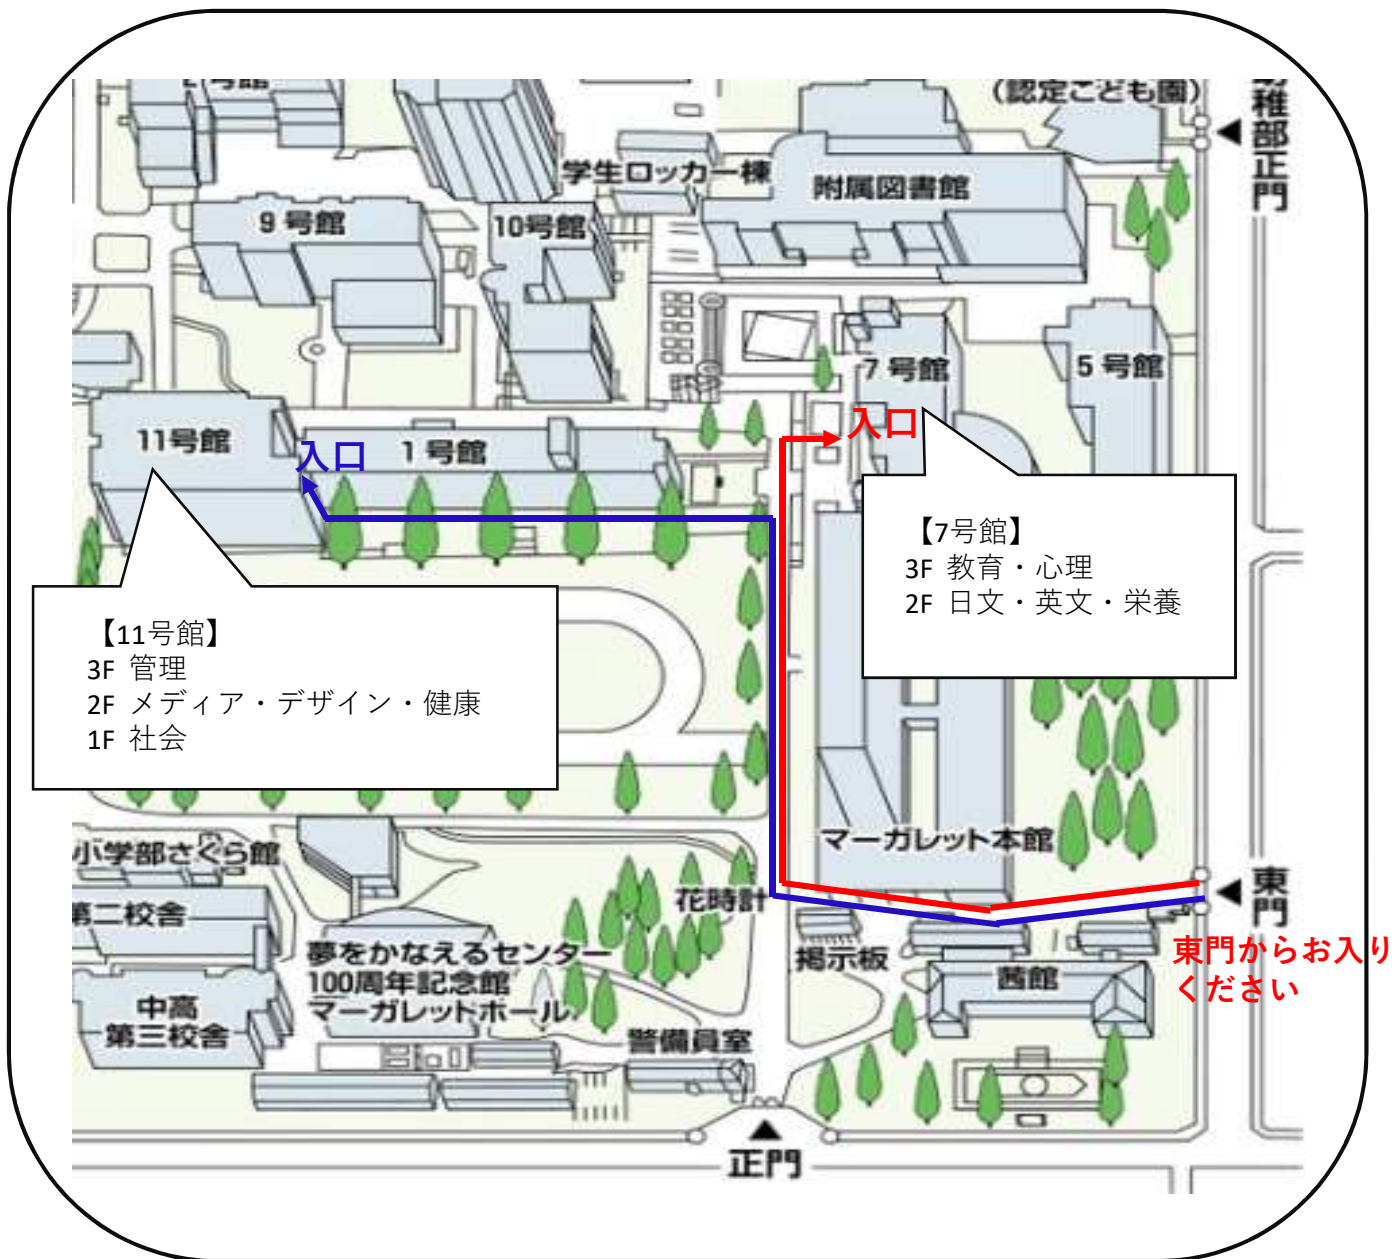 (認定こども園)
稚部正門
学生ロッカー棟
附属図書館
9号館
10号館
7号館
5号館
11号館
入口
1号館
入口
【7号館】
3F 教育・心理
2F 日文・英文・栄養
【11号館】
3F 管理
2F メディア・デザイン・健康
1F 社会
マーガレット本館
小学部さくら館
花時計
東門
第二校舎
夢をかなえるセンター
100周年記念館
マーガレットホール
掲示板
茜館
東門からお入り
ください
中高
第三校舎
警備員室
正門